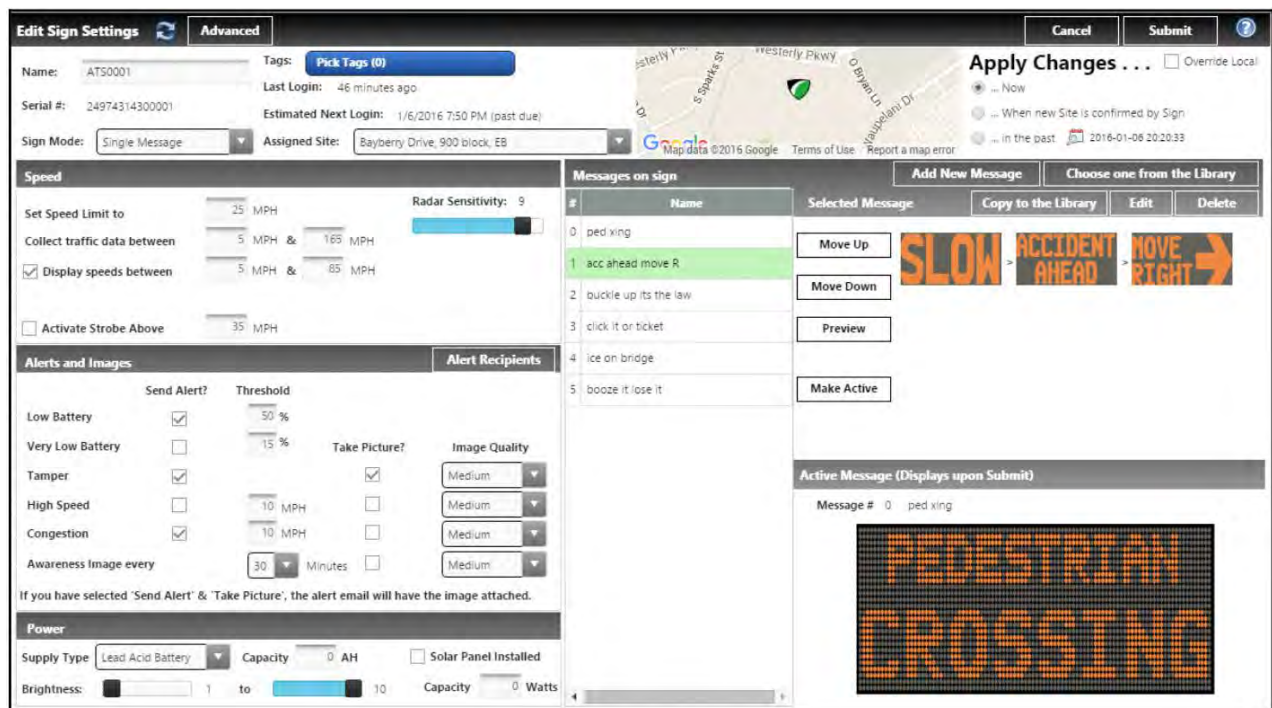 Edit Sign Settings Advanced Cancel Submit ?
Name: ATS0001 Tags: Pick Tags (0)
Last Login: 46 minutes ago
Serial #: 24974314300001 Estimated Next Login: 1/6/2016 7:50 PM (past due)
Sign Mode: Single Message Assigned Site: Bayberry Drive, 900 block, EB
S Sparks St Westerly Pkwy O Bryan Ln
Google Map data ©2016 Google Terms of Use Report a map error
Apply Changes . . . Override Local
... Now
... When new Site is confirmed by Sign
... in the past 2016-01-06 20:20:33
Speed
Set Speed Limit to 25 MPH Radar Sensitivity: 9
Collect traffic data between 5 MPH & 165 MPH
Display speeds between 5 MPH & 85 MPH
Activate Strobe Above 35 MPH
Alerts and Images Alert Recipients
Send Alert? Threshold
Low Battery 50 %
Very Low Battery 15 % Take Picture? Image Quality
Tamper Medium
High Speed 10 MPH Medium
Congestion 10 MPH Medium
Awareness Image every 30 Minutes Medium
If you have selected 'Send Alert' & 'Take Picture', the alert email will have the image attached.
Power
Supply Type Lead Acid Battery Capacity 0 AH Solar Panel Installed
Brightness: 1 to 10 Capacity 0 Watts
Messages on sign Add New Message Choose one from the Library
# Name
0 ped xing
1 acc ahead move R
2 buckle up its the law
3 click it or ticket
4 ice on bridge
5 booze it lose it
Selected Message Copy to the Library Edit Delete
Move Up
Move Down
Preview
Make Active
SLOW > ACCIDENT AHEAD > MOVE RIGHT
Active Message (Displays upon Submit)
Message # 0 ped xing
PEDESTRIAN
CROSSING